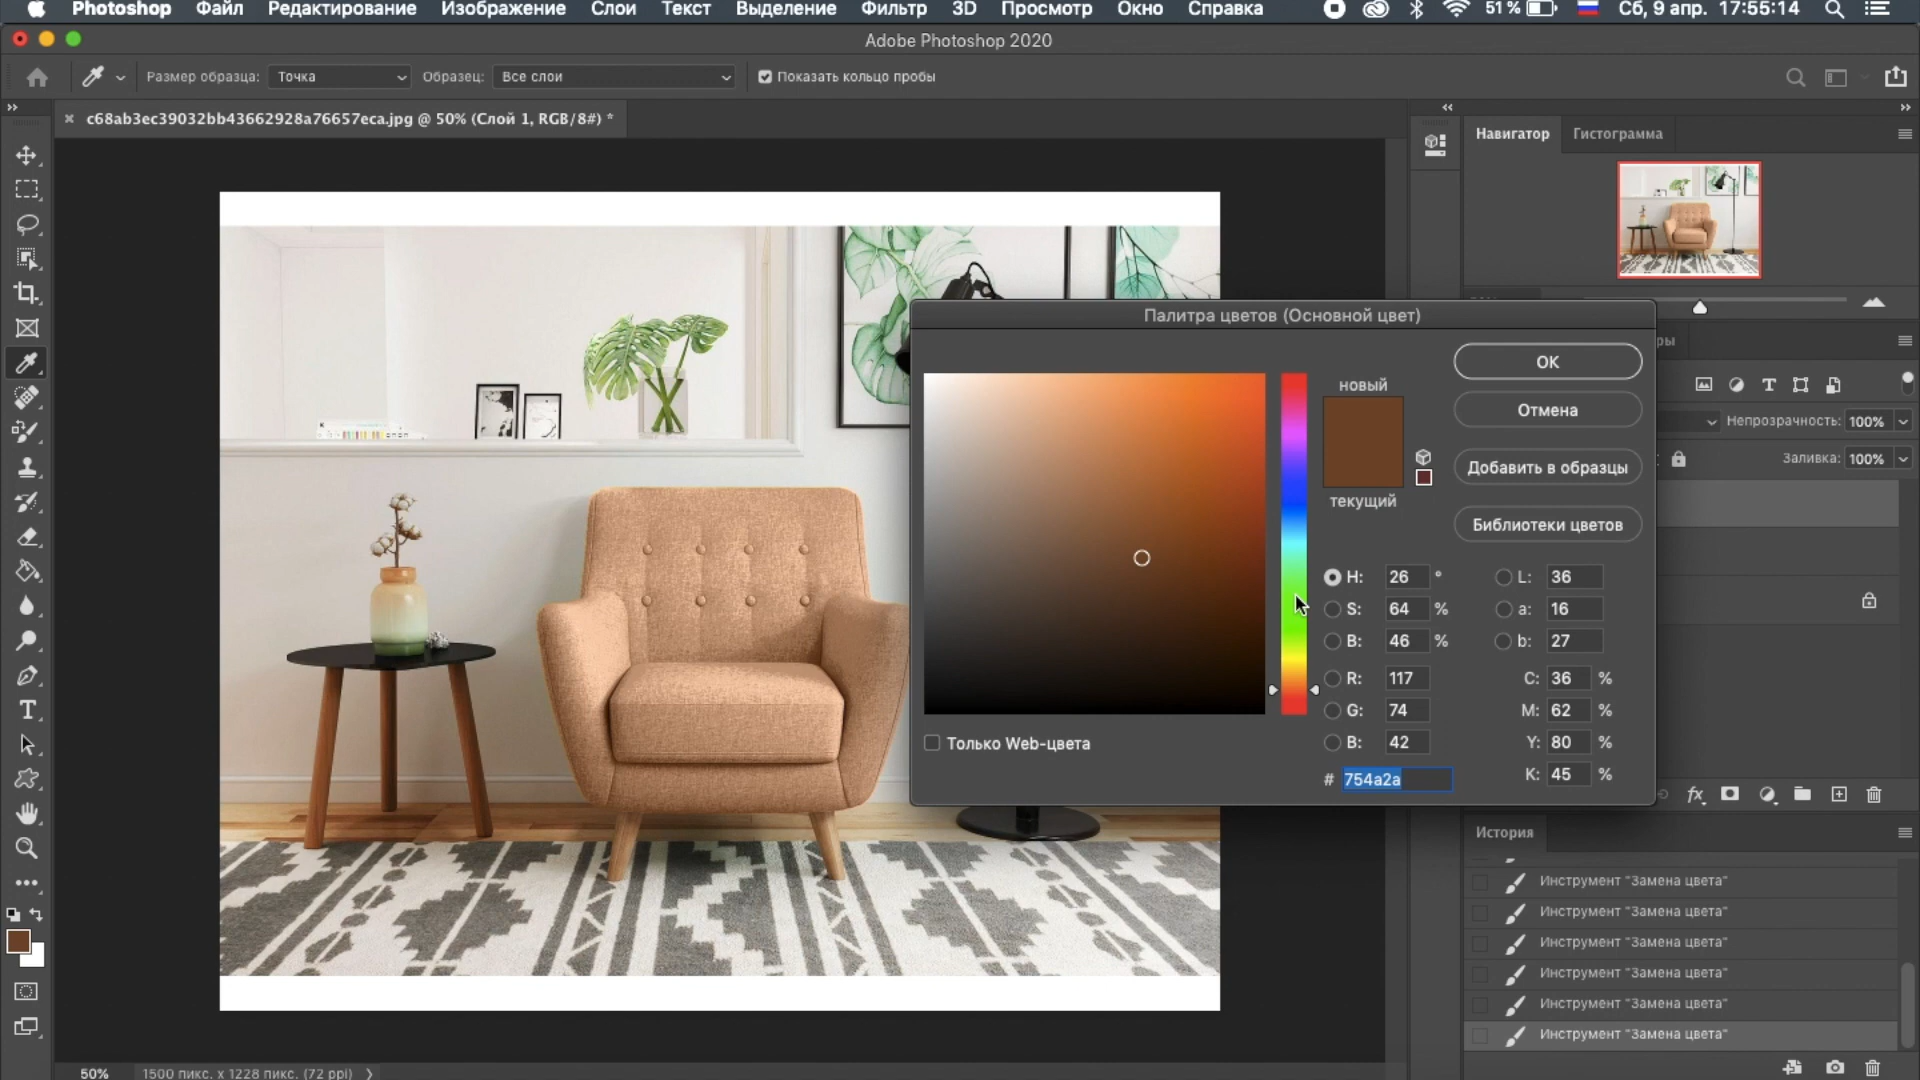 Photoshop Файл Редактирование Изображение Слои Текст Выделение Фильтр 3D Просмотр Окно Справка 51 % Сб, 9 апр. 17:55:14
Adobe Photoshop 2020
Размер образца: Точка Образец: Все слои Показать кольцо пробы
c68ab3ec39032bb43662928a76657eca.jpg @ 50% (Слой 1, RGB/8#) *
Навигатор Гистограмма
Палитра цветов (Основной цвет)
новый
текущий
ОК
Отмена
Добавить в образцы
Библиотеки цветов
H: 26 °
S: 64 %
B: 46 %
R: 117
G: 74
B: 42
# 754a2a
L: 36
a: 16
b: 27
C: 36 %
M: 62 %
Y: 80 %
K: 45 %
Только Web-цвета
Непрозрачность: 100%
Заливка: 100%
История
Инструмент "Замена цвета"
Инструмент "Замена цвета"
Инструмент "Замена цвета"
Инструмент "Замена цвета"
Инструмент "Замена цвета"
Инструмент "Замена цвета"
50% 1500 пикс. x 1228 пикс. (72 ppi)